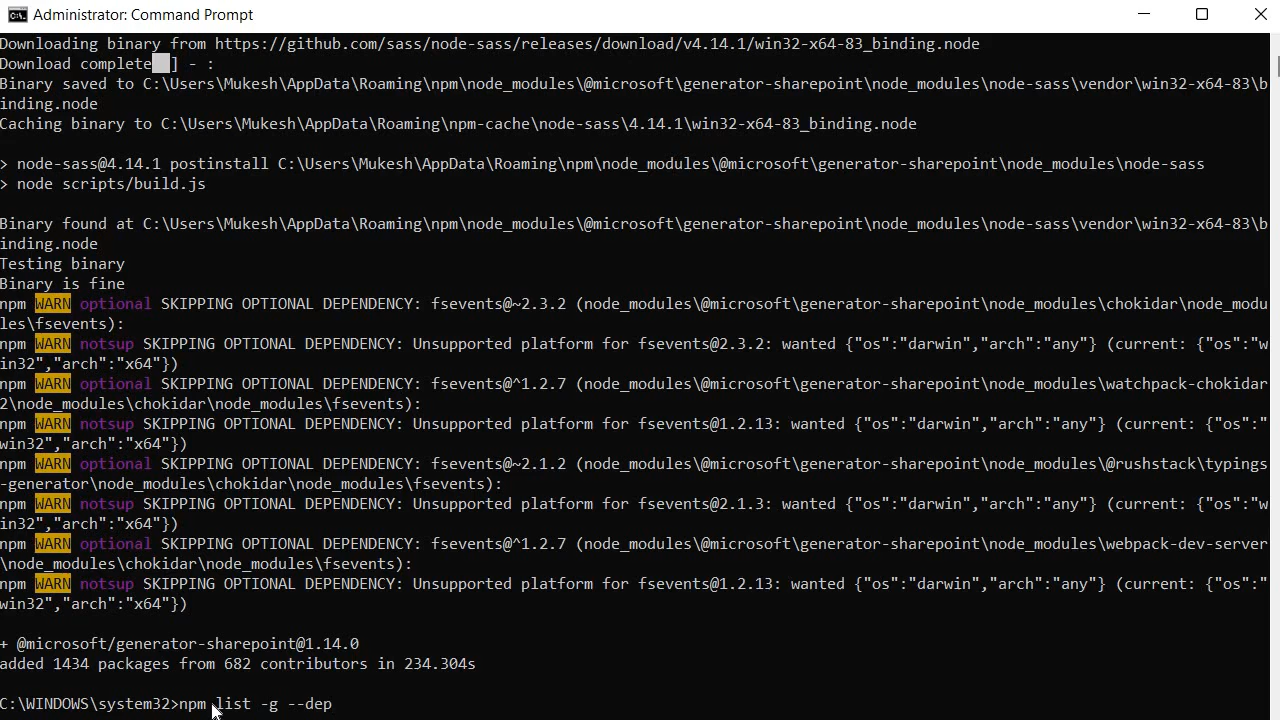 Administrator: Command Prompt
Downloading binary from https://github.com/sass/node-sass/releases/download/v4.14.1/win32-x64-83_binding.node
Download complete ] - :
Binary saved to C:\Users\Mukesh\AppData\Roaming\npm\node_modules\@microsoft\generator-sharepoint\node_modules\node-sass\vendor\win32-x64-83\b
inding.node
Caching binary to C:\Users\Mukesh\AppData\Roaming\npm-cache\node-sass\4.14.1\win32-x64-83_binding.node
> node-sass@4.14.1 postinstall C:\Users\Mukesh\AppData\Roaming\npm\node_modules\@microsoft\generator-sharepoint\node_modules\node-sass
> node scripts/build.js
Binary found at C:\Users\Mukesh\AppData\Roaming\npm\node_modules\@microsoft\generator-sharepoint\node_modules\node-sass\vendor\win32-x64-83\b
inding.node
Testing binary
Binary is fine
npm WARN optional SKIPPING OPTIONAL DEPENDENCY: fsevents@~2.3.2 (node_modules\@microsoft\generator-sharepoint\node_modules\chokidar\node_modu
les\fsevents):
npm WARN notsup SKIPPING OPTIONAL DEPENDENCY: Unsupported platform for fsevents@2.3.2: wanted {"os":"darwin","arch":"any"} (current: {"os":"w
in32","arch":"x64"})
npm WARN optional SKIPPING OPTIONAL DEPENDENCY: fsevents@^1.2.7 (node_modules\@microsoft\generator-sharepoint\node_modules\watchpack-chokidar
2\node_modules\chokidar\node_modules\fsevents):
npm WARN notsup SKIPPING OPTIONAL DEPENDENCY: Unsupported platform for fsevents@1.2.13: wanted {"os":"darwin","arch":"any"} (current: {"os":"
win32","arch":"x64"})
npm WARN optional SKIPPING OPTIONAL DEPENDENCY: fsevents@~2.1.2 (node_modules\@microsoft\generator-sharepoint\node_modules\@rushstack\typings
-generator\node_modules\chokidar\node_modules\fsevents):
npm WARN notsup SKIPPING OPTIONAL DEPENDENCY: Unsupported platform for fsevents@2.1.3: wanted {"os":"darwin","arch":"any"} (current: {"os":"w
in32","arch":"x64"})
npm WARN optional SKIPPING OPTIONAL DEPENDENCY: fsevents@^1.2.7 (node_modules\@microsoft\generator-sharepoint\node_modules\webpack-dev-server
\node_modules\chokidar\node_modules\fsevents):
npm WARN notsup SKIPPING OPTIONAL DEPENDENCY: Unsupported platform for fsevents@1.2.13: wanted {"os":"darwin","arch":"any"} (current: {"os":"
win32","arch":"x64"})
+ @microsoft/generator-sharepoint@1.14.0
added 1434 packages from 682 contributors in 234.304s
C:\WINDOWS\system32>npm list -g --dep